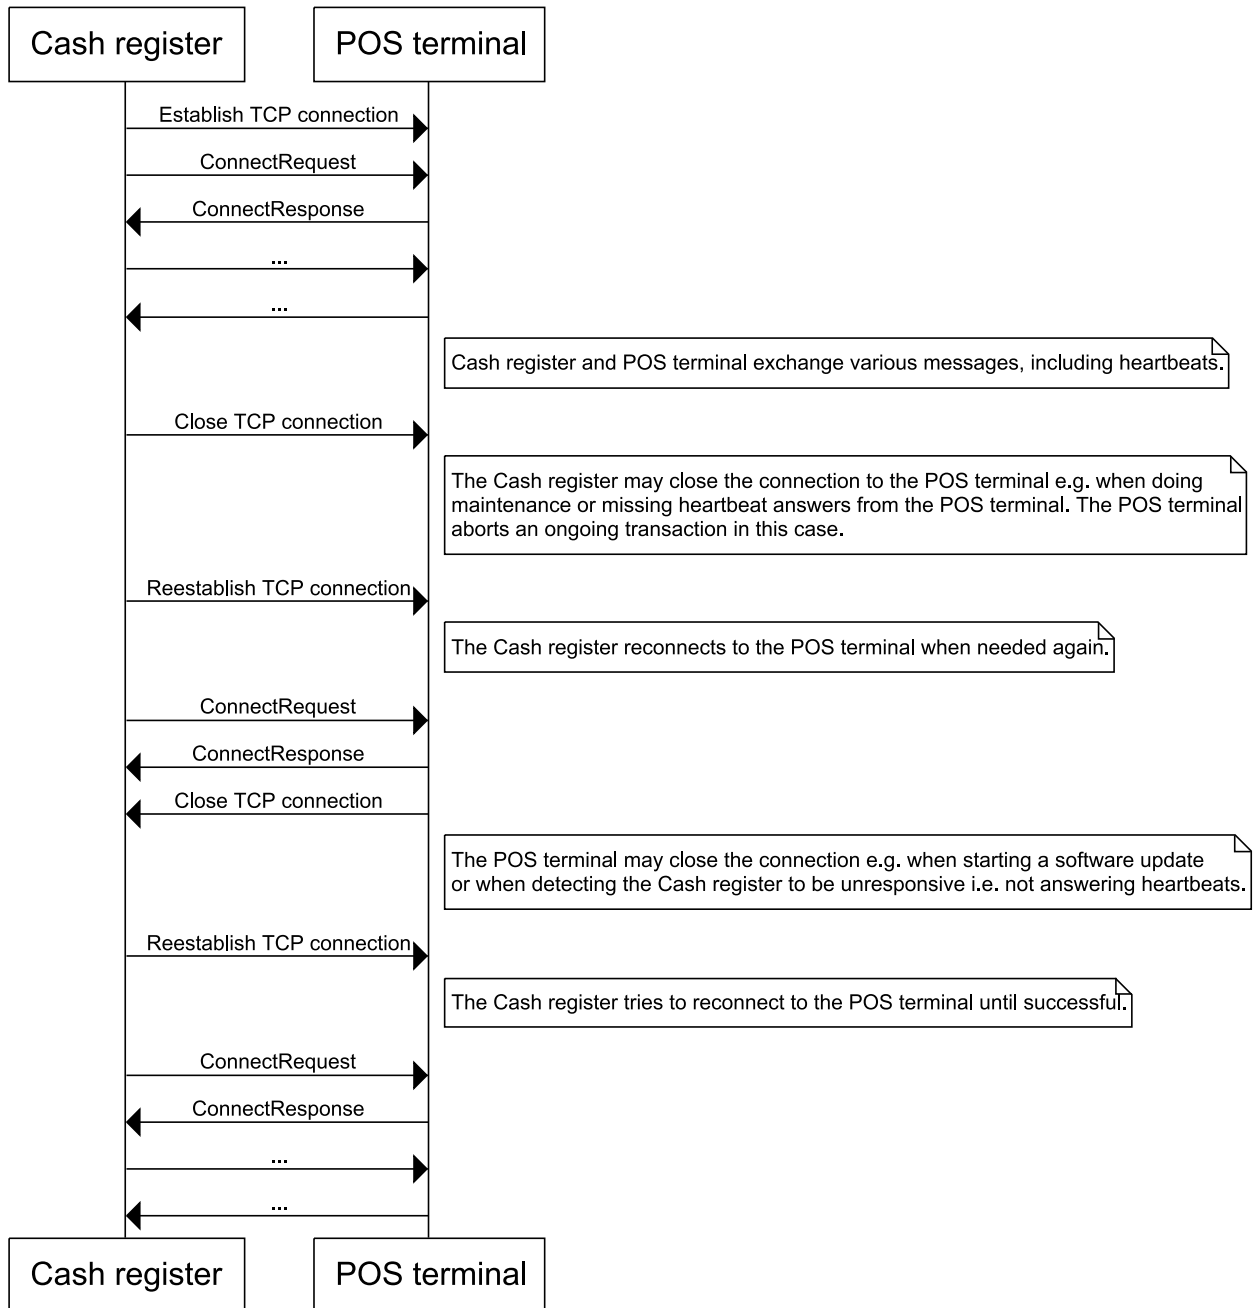 Cash register
POS terminal
Establish TCP connection
ConnectRequest
ConnectResponse
...
...
Cash register and POS terminal exchange various messages, including heartbeats.
Close TCP connection
The Cash register may close the connection to the POS terminal e.g. when doing
maintenance or missing heartbeat answers from the POS terminal. The POS terminal
aborts an ongoing transaction in this case.
Reestablish TCP connection
The Cash register reconnects to the POS terminal when needed again.
ConnectRequest
ConnectResponse
Close TCP connection
The POS terminal may close the connection e.g. when starting a software update
or when detecting the Cash register to be unresponsive i.e. not answering heartbeats.
Reestablish TCP connection
The Cash register tries to reconnect to the POS terminal until successful.
ConnectRequest
ConnectResponse
...
...
Cash register
POS terminal